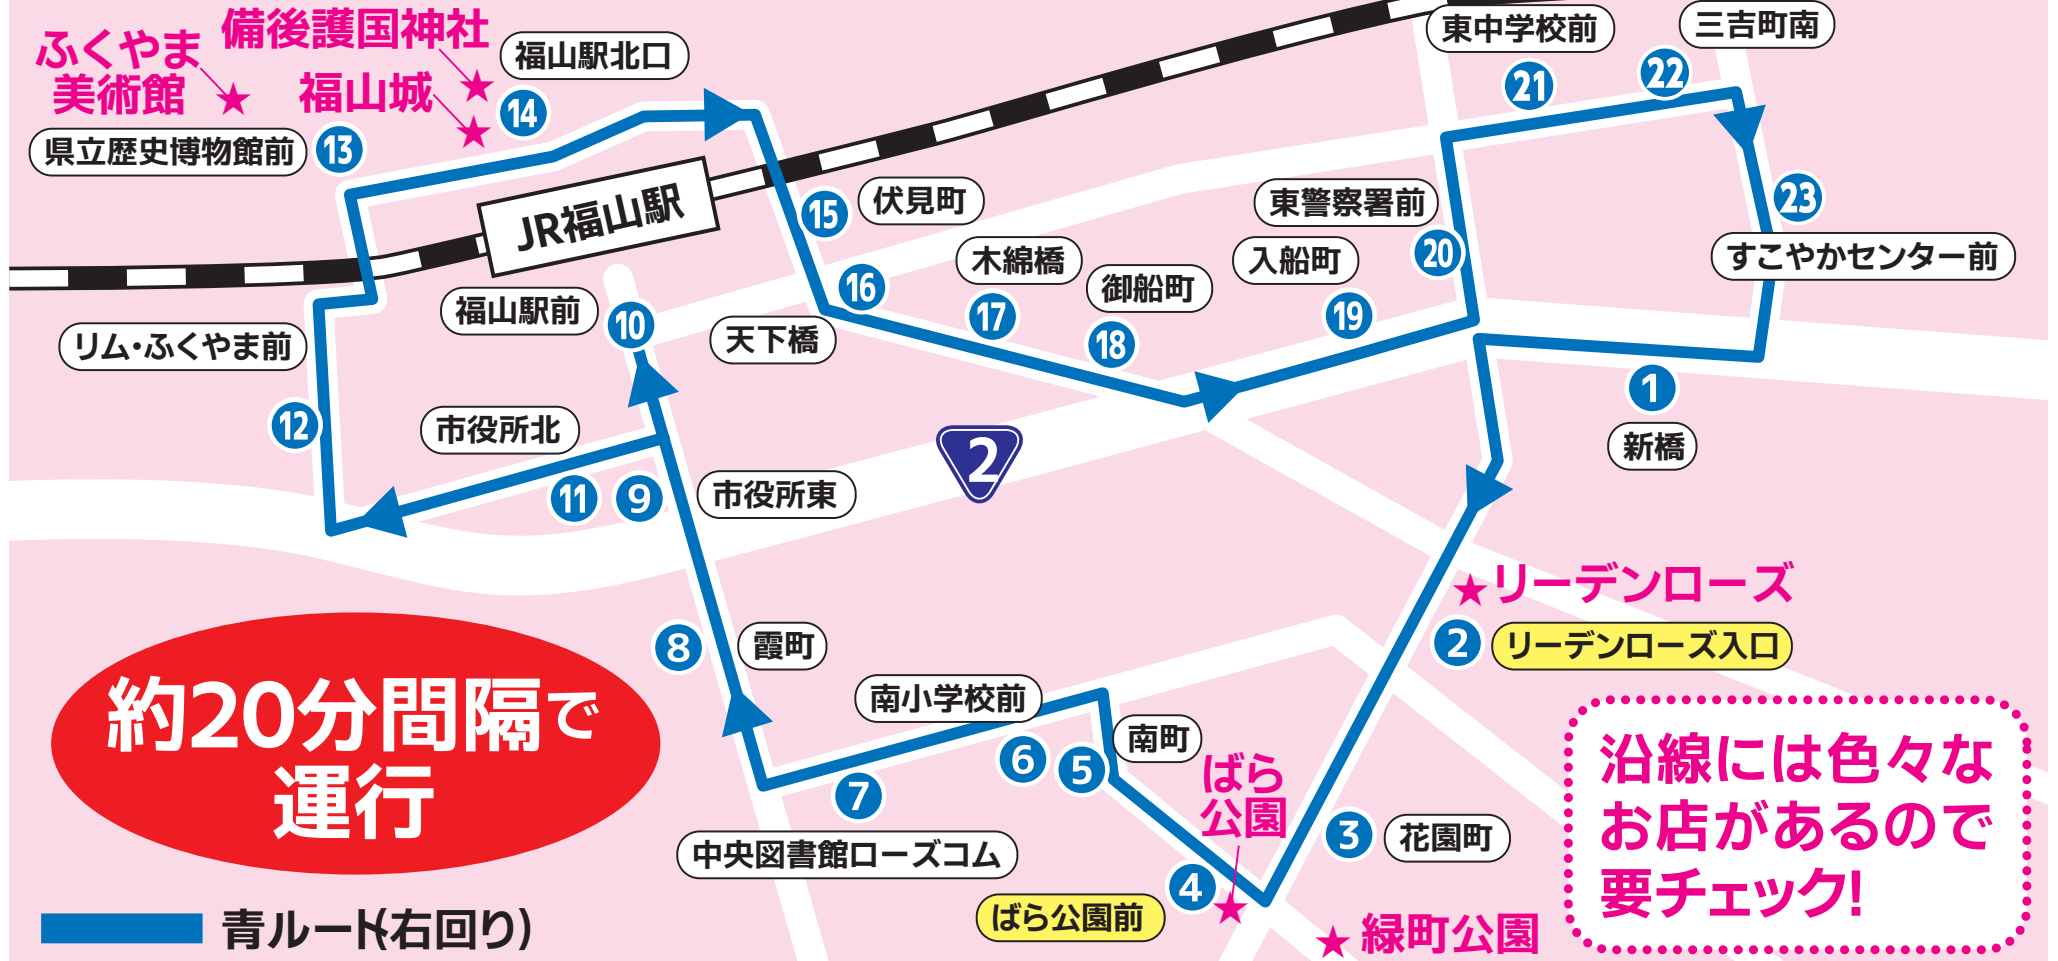 ふくやま
美術館
備後護国神社
福山城
福山駅北口
14
県立歴史博物館前
13
東中学校前
21
三吉町南
22
23
すこやかセンター前
JR福山駅
15
伏見町
東警察署前
20
木綿橋
17
御船町
18
入船町
19
16
福山駅前
10
天下橋
リム・ふくやま前
12
市役所北
11
9
市役所東
2
1
新橋
リーデンローズ
2
リーデンローズ入口
8
霞町
南小学校前
6
5
南町
7
中央図書館ローズコム
ばら
公園
4
ばら公園前
3
花園町
緑町公園
約20分間隔で
運行
青ルート(右回り)
沿線には色々な
お店があるので
要チェック!